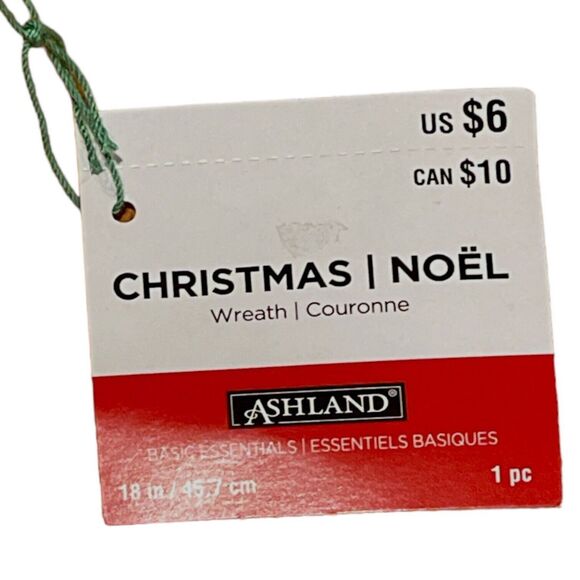 US $6
CAN $10
CHRISTMAS | NOËL
Wreath | Couronne
ASHLAND®
BASIC ESSENTIALS | ESSENTIELS BASIQUES
18 in / 45.7 cm
1 pc